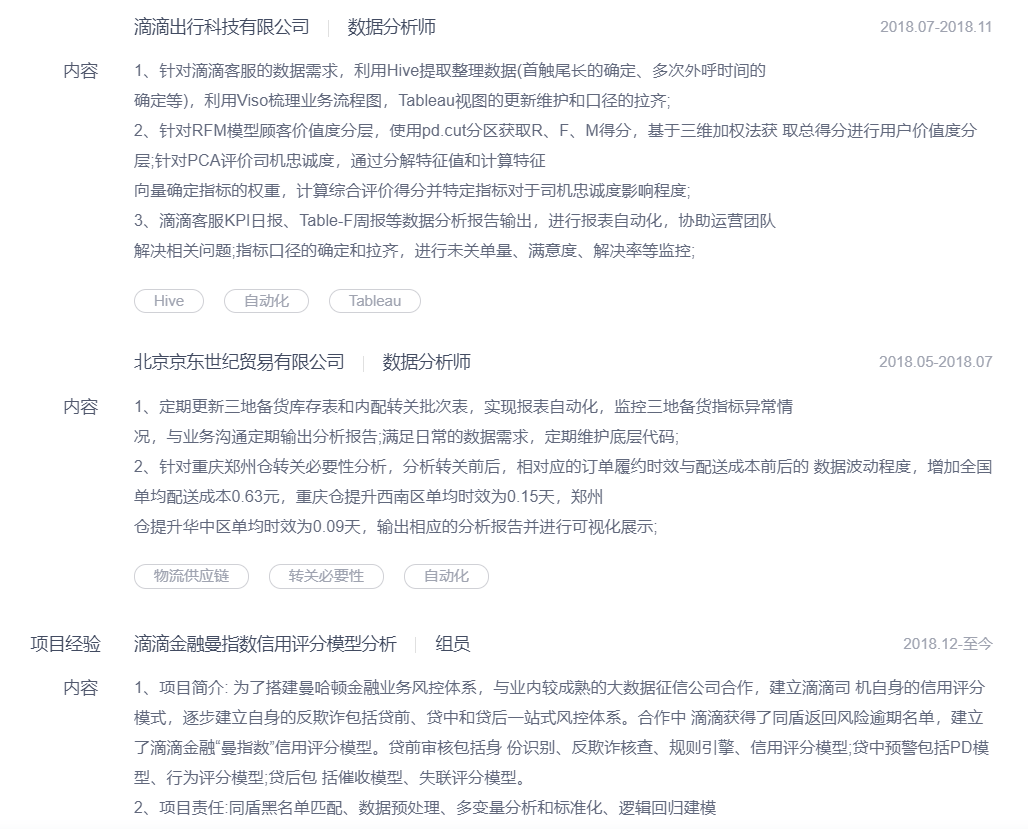 滴滴出行科技有限公司 数据分析师 2018.07-2018.11
内容 1、针对滴滴客服的数据需求，利用Hive提取整理数据(首触尾长的确定、多次外呼时间的
确定等)，利用Viso梳理业务流程图，Tableau视图的更新维护和口径的拉齐;
2、针对RFM模型顾客价值度分层，使用pd.cut分区获取R、F、M得分，基于三维加权法获 取总得分进行用户价值度分
层;针对PCA评价司机忠诚度，通过分解特征值和计算特征
向量确定指标的权重，计算综合评价得分并特定指标对于司机忠诚度影响程度;
3、滴滴客服KPI日报、Table-F周报等数据分析报告输出，进行报表自动化，协助运营团队
解决相关问题;指标口径的确定和拉齐，进行未关单量、满意度、解决率等监控;
Hive 自动化 Tableau
北京京东世纪贸易有限公司 数据分析师 2018.05-2018.07
内容 1、定期更新三地备货库存表和内配转关批次表，实现报表自动化，监控三地备货指标异常情
况，与业务沟通定期输出分析报告;满足日常的数据需求，定期维护底层代码;
2、针对重庆郑州仓转关必要性分析，分析转关前后，相对应的订单履约时效与配送成本前后的 数据波动程度，增加全国
单均配送成本0.63元，重庆仓提升西南区单均时效为0.15天，郑州
仓提升华中区单均时效为0.09天，输出相应的分析报告并进行可视化展示;
物流供应链 转关必要性 自动化
项目经验 滴滴金融曼指数信用评分模型分析 组员 2018.12-至今
内容 1、项目简介: 为了搭建曼哈顿金融业务风控体系，与业内较成熟的大数据征信公司合作，建立滴滴司 机自身的信用评分
模式，逐步建立自身的反欺诈包括贷前、贷中和贷后一站式风控体系。合作中 滴滴获得了同盾返回风险逾期名单，建立
了滴滴金融“曼指数”信用评分模型。贷前审核包括身 份识别、反欺诈核查、规则引擎、信用评分模型;贷中预警包括PD模
型、行为评分模型;贷后包 括催收模型、失联评分模型。
2、项目责任:同盾黑名单匹配、数据预处理、多变量分析和标准化、逻辑回归建模